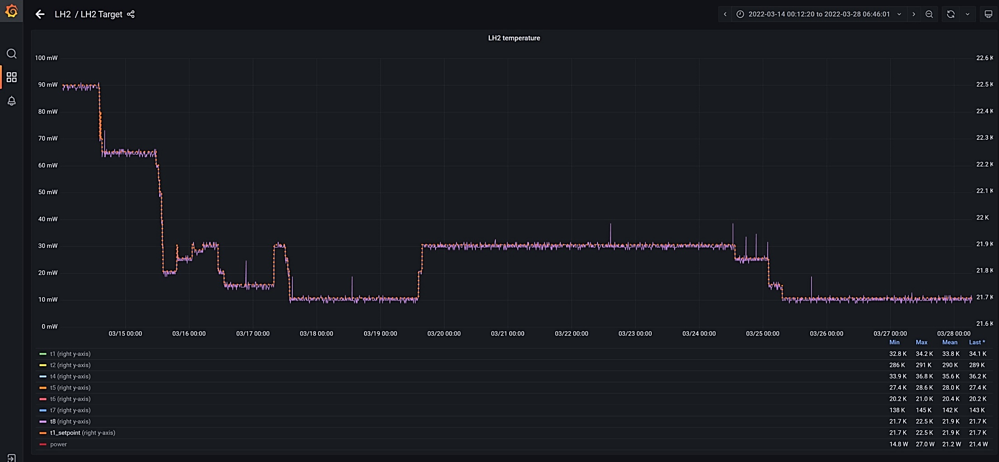 LH2 / LH2 Target
2022-03-14 00:12:20 to 2022-03-28 06:46:01
LH2 temperature
100 mW 22.6 K
90 mW 22.5 K
80 mW 22.4 K
70 mW 22.3 K
60 mW 22.2 K
50 mW 22.1 K
40 mW 22 K
30 mW 21.9 K
20 mW 21.8 K
10 mW 21.7 K
0 mW 21.6 K
03/15 00:00 03/16 00:00 03/17 00:00 03/18 00:00 03/19 00:00 03/20 00:00 03/21 00:00 03/22 00:00 03/23 00:00 03/24 00:00 03/25 00:00 03/26 00:00 03/27 00:00 03/28 00:00
Min Max Mean Last *
t1 (right y-axis) 32.8 K 34.2 K 33.8 K 34.1 K
t2 (right y-axis) 286 K 291 K 290 K 289 K
t4 (right y-axis) 33.9 K 36.8 K 35.6 K 36.2 K
t5 (right y-axis) 27.4 K 28.6 K 28.0 K 27.4 K
t6 (right y-axis) 20.2 K 21.0 K 20.4 K 20.2 K
t7 (right y-axis) 138 K 145 K 142 K 143 K
t8 (right y-axis) 21.7 K 22.5 K 21.9 K 21.7 K
t1_setpoint (right y-axis) 21.7 K 22.5 K 21.9 K 21.7 K
power 14.8 W 27.0 W 21.2 W 21.4 W